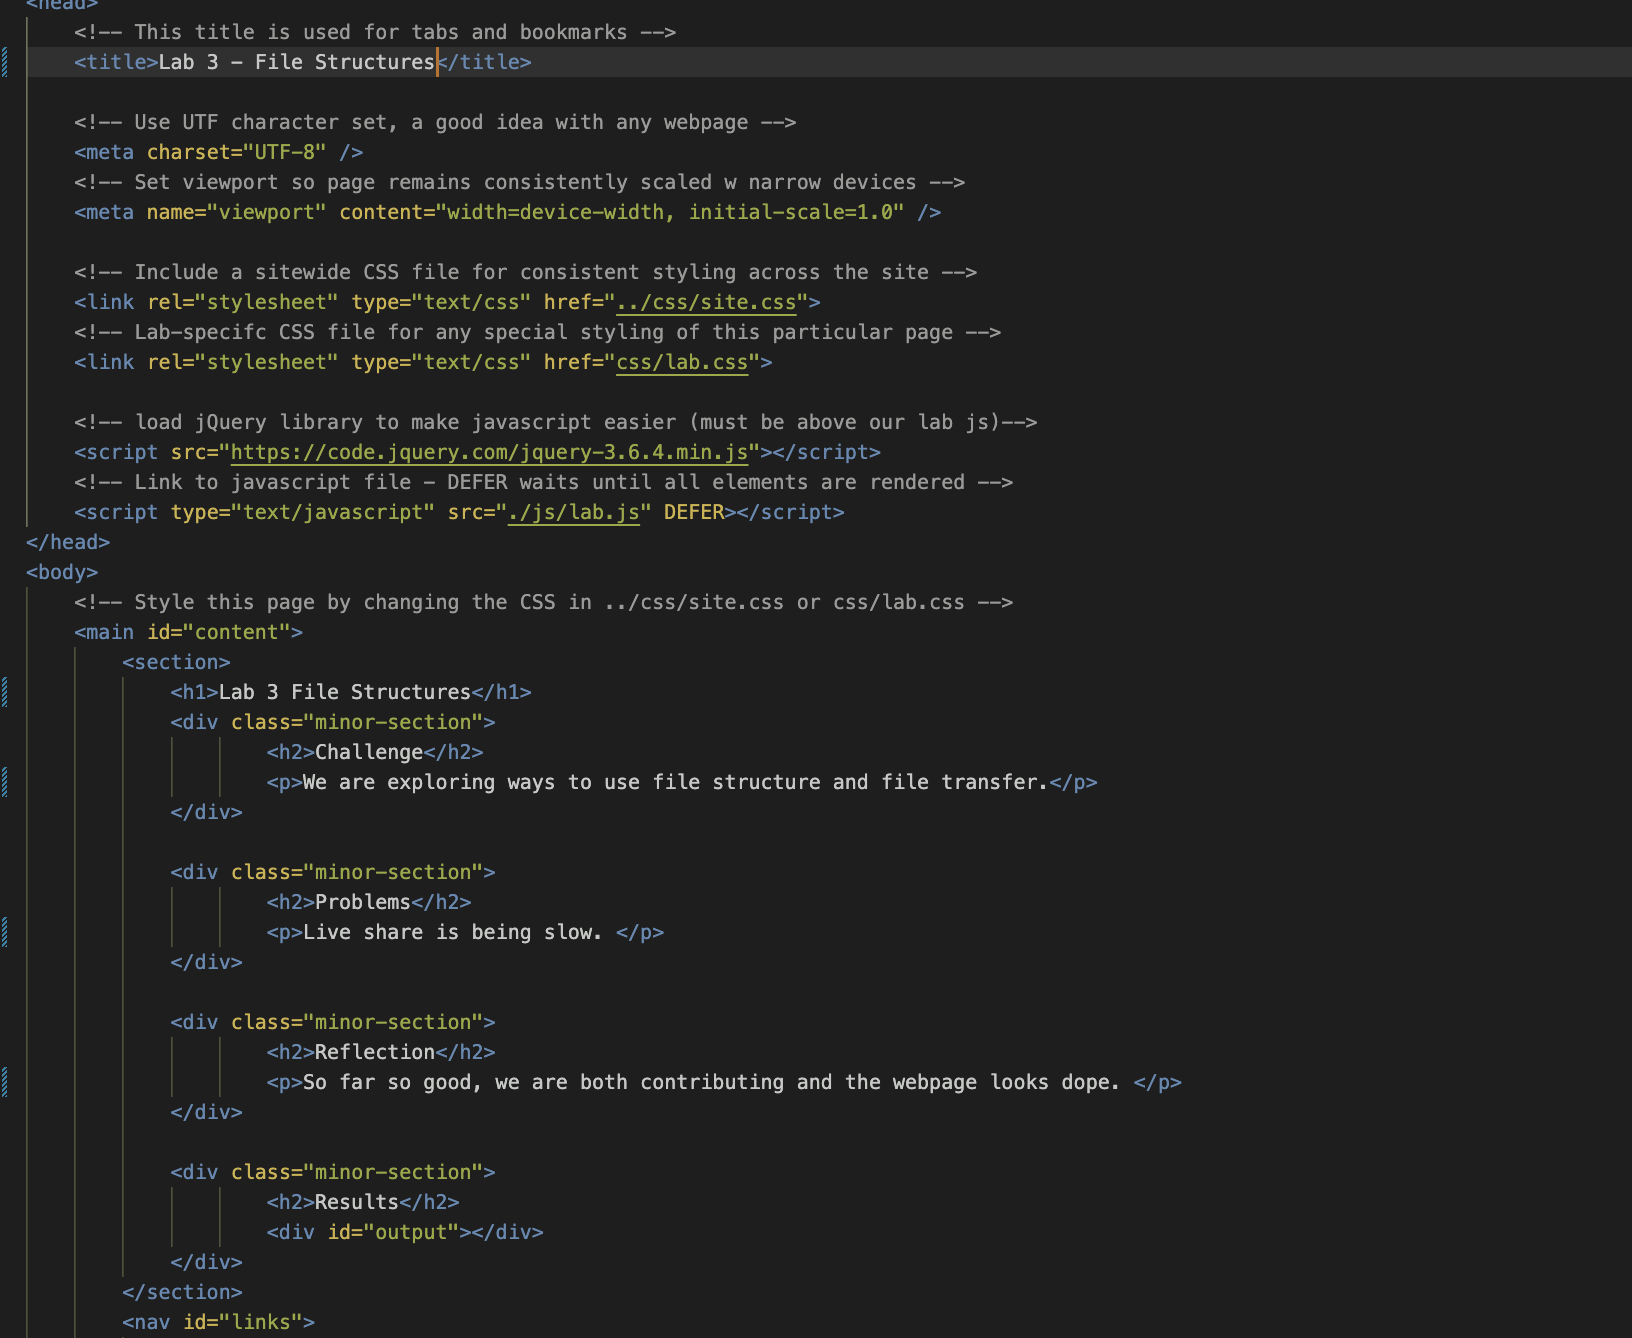 <head>
<!-- This title is used for tabs and bookmarks -->
<title>Lab 3 - File Structures</title>
<!-- Use UTF character set, a good idea with any webpage -->
<meta charset="UTF-8" />
<!-- Set viewport so page remains consistently scaled w narrow devices -->
<meta name="viewport" content="width=device-width, initial-scale=1.0" />
<!-- Include a sitewide CSS file for consistent styling across the site -->
<link rel="stylesheet" type="text/css" href="../css/site.css">
<!-- Lab-specifc CSS file for any special styling of this particular page -->
<link rel="stylesheet" type="text/css" href="css/lab.css">
<!-- load jQuery library to make javascript easier (must be above our lab js)-->
<script src="https://code.jquery.com/jquery-3.6.4.min.js"></script>
<!-- Link to javascript file - DEFER waits until all elements are rendered -->
<script type="text/javascript" src="./js/lab.js" DEFER></script>
</head>
<body>
<!-- Style this page by changing the CSS in ../css/site.css or css/lab.css -->
<main id="content">
<section>
<h1>Lab 3 File Structures</h1>
<div class="minor-section">
<h2>Challenge</h2>
<p>We are exploring ways to use file structure and file transfer.</p>
</div>
<div class="minor-section">
<h2>Problems</h2>
<p>Live share is being slow. </p>
</div>
<div class="minor-section">
<h2>Reflection</h2>
<p>So far so good, we are both contributing and the webpage looks dope. </p>
</div>
<div class="minor-section">
<h2>Results</h2>
<div id="output"></div>
</div>
</section>
<nav id="links">